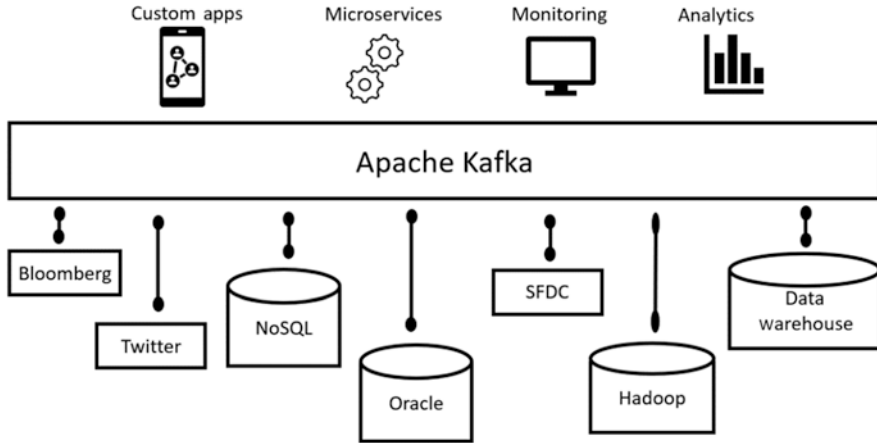 Custom apps
Microservices
Monitoring
Analytics
Apache Kafka
Bloomberg
Twitter
NoSQL
Oracle
SFDC
Hadoop
Data
warehouse